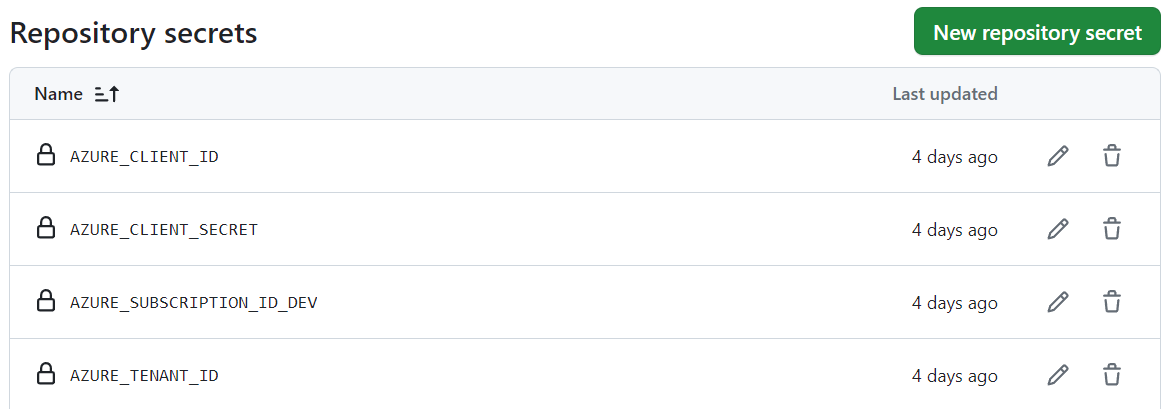 Repository secrets
New repository secret
Name
Last updated
AZURE_CLIENT_ID
4 days ago
AZURE_CLIENT_SECRET
4 days ago
AZURE_SUBSCRIPTION_ID_DEV
4 days ago
AZURE_TENANT_ID
4 days ago